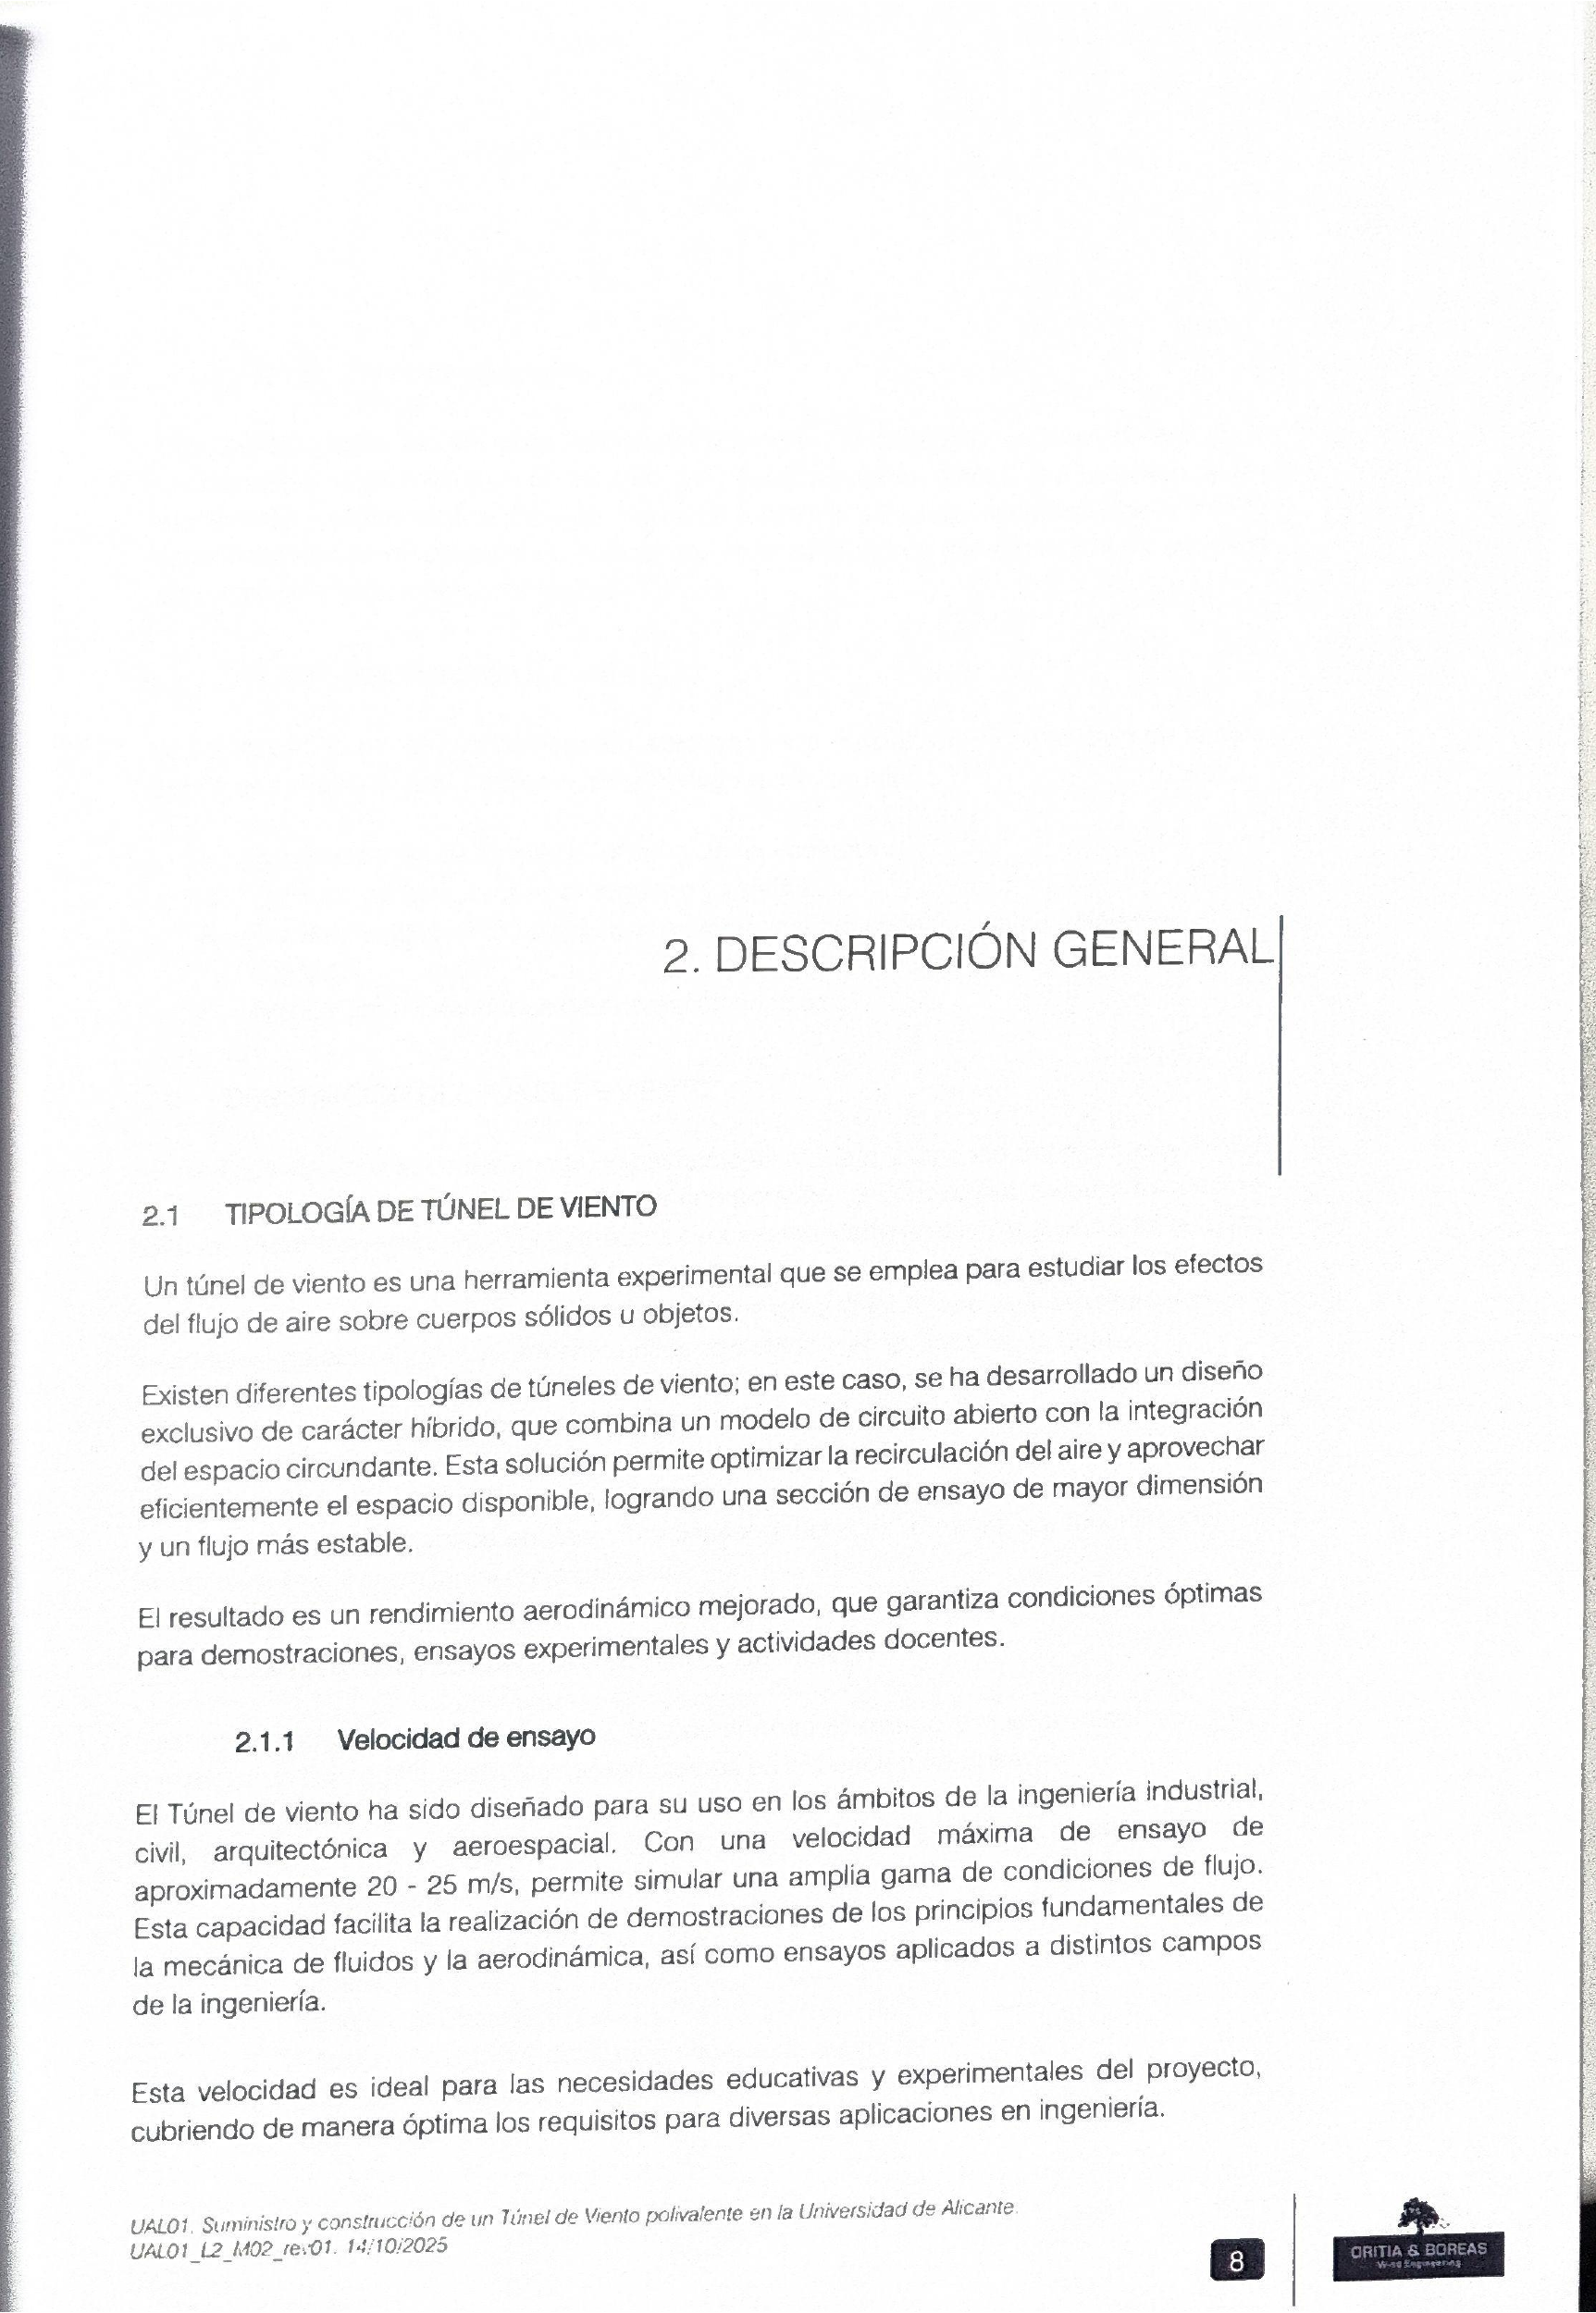 2. DESCRIPCIÓN GENERAL
2.1 TIPOLOGÍA DE TÚNEL DE VIENTO
Un túnel de viento es una herramienta experimental que se emplea para estudiar los efectos
del flujo de aire sobre cuerpos sólidos u objetos.
Existen diferentes tipologías de túneles de viento; en este caso, se ha desarrollado un diseño
exclusivo de carácter híbrido, que combina un modelo de circuito abierto con la integración
del espacio circundante. Esta solución permite optimizar la recirculación del aire y aprovechar
eficientemente el espacio disponible, logrando una sección de ensayo de mayor dimensión
y un flujo más estable.
El resultado es un rendimiento aerodinámico mejorado, que garantiza condiciones óptimas
para demostraciones, ensayos experimentales y actividades docentes.
2.1.1 Velocidad de ensayo
El Túnel de viento ha sido diseñado para su uso en los ámbitos de la ingeniería industrial,
civil, arquitectónica y aeroespacial. Con una velocidad máxima de ensayo de
aproximadamente 20 - 25 m/s, permite simular una amplia gama de condiciones de flujo.
Esta capacidad facilita la realización de demostraciones de los principios fundamentales de
la mecánica de fluidos y la aerodinámica, así como ensayos aplicados a distintos campos
de la ingeniería.
Esta velocidad es ideal para las necesidades educativas y experimentales del proyecto,
cubriendo de manera óptima los requisitos para diversas aplicaciones en ingeniería.
UAL01. Suministro y construcción de un Túnel de Viento polivalente en la Universidad de Alicante.
UAL01_L2_M02_rev01. 14/10/2025
8
ORITIA & BOREAS
Wind Engineering